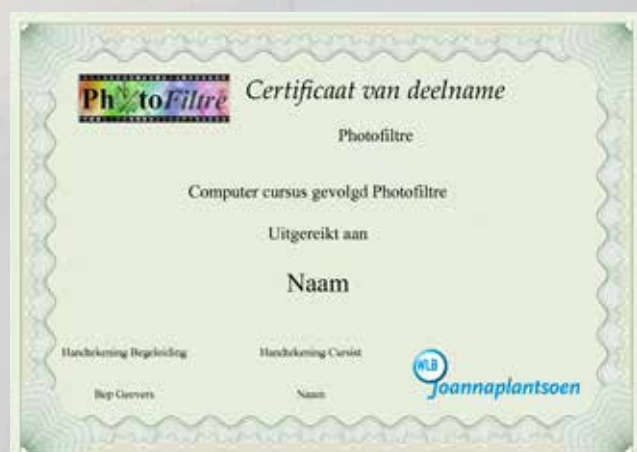 PhotoFiltre
Certificaat van deelname
Photofiltre
Computer cursus gevolgd Photofiltre
Uitgereikt aan
Naam
Handtekening Begeleiding
Handtekening Cursist
Bep Geevers
Naam
WLB
Joannaplantsoen